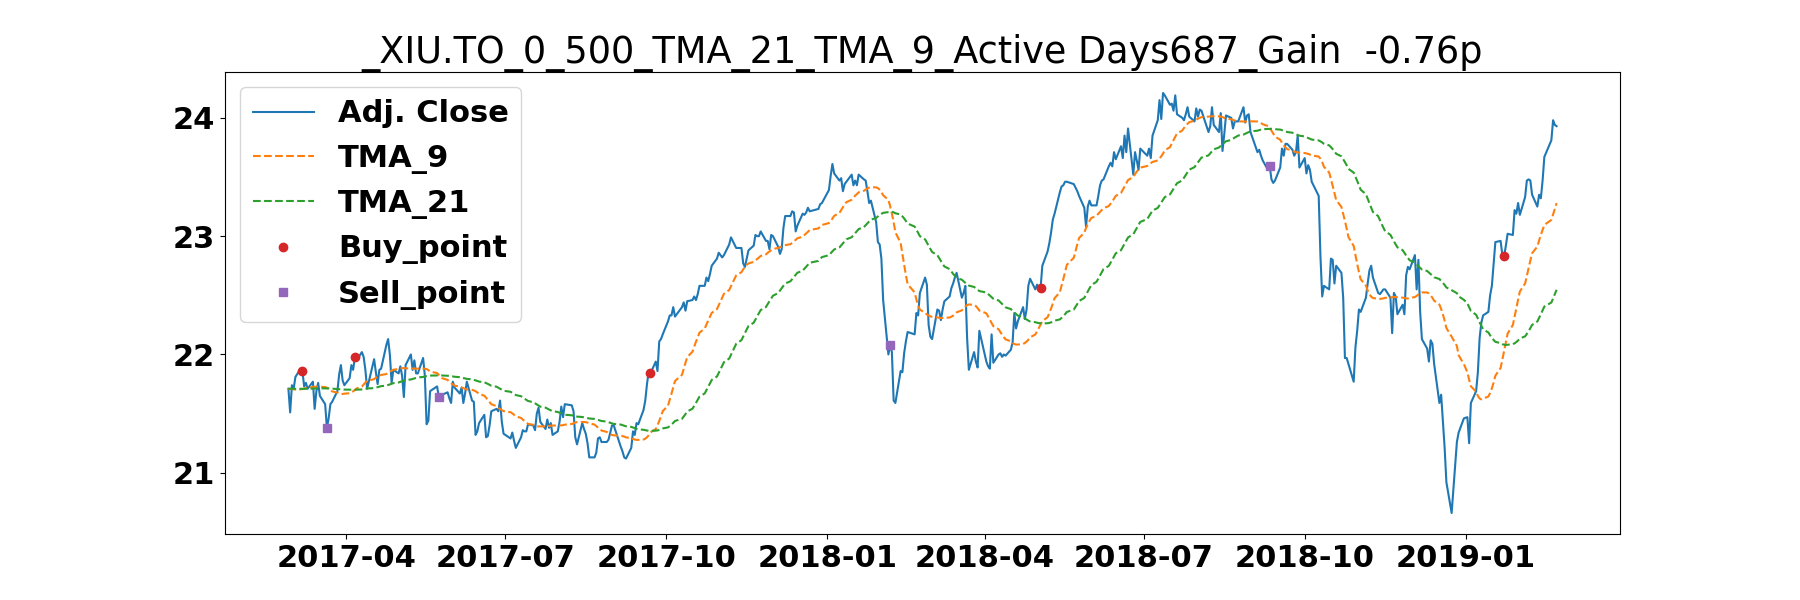 _XIU.TO_0_500_TMA_21_TMA_9_Active Days687_Gain  -0.76p
Adj. Close
TMA_9
TMA_21
Buy_point
Sell_point
24
23
22
21
2017-04 2017-07 2017-10 2018-01 2018-04 2018-07 2018-10 2019-01